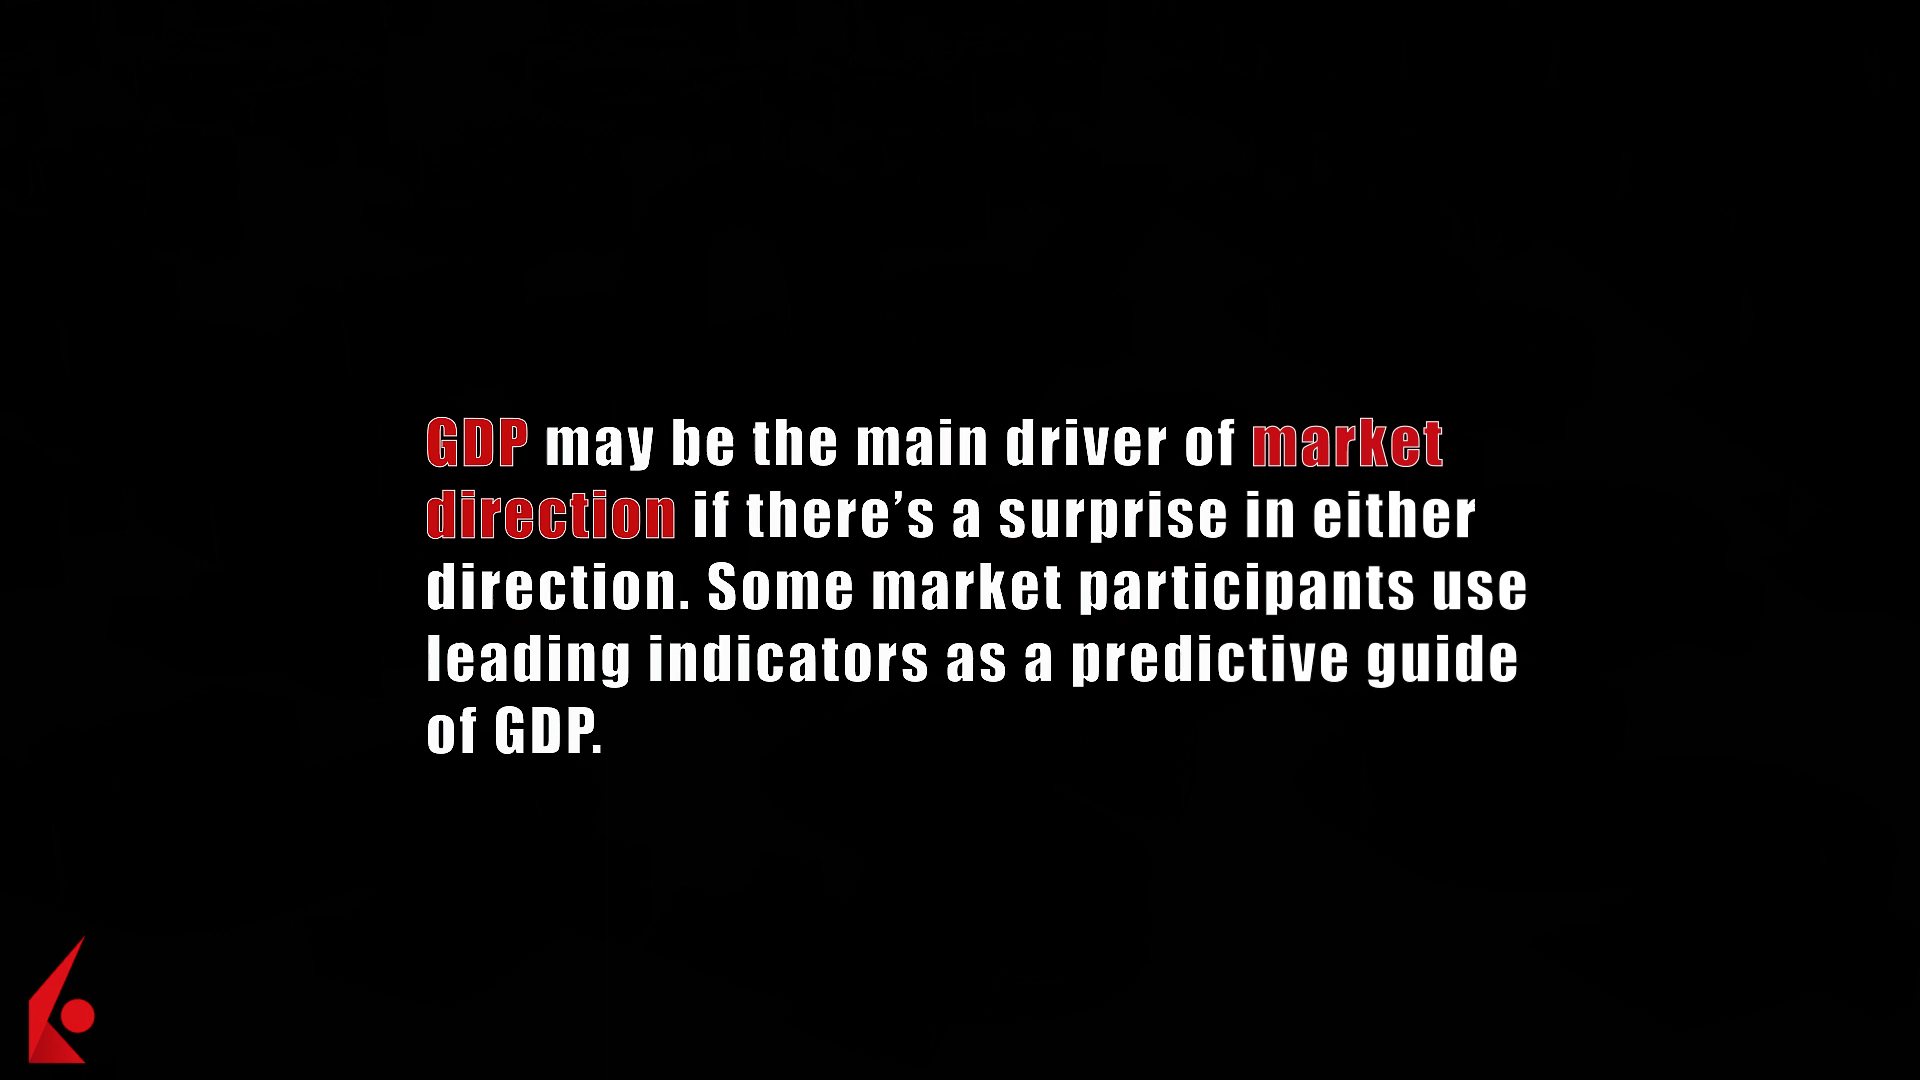 GDP may be the main driver of market
direction if there’s a surprise in either
direction. Some market participants use
leading indicators as a predictive guide
of GDP.